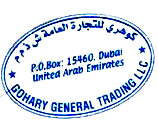 كوهري للتجارة العامة ش ذ م م
P.O.Box: 15460. Dubai
United Arab Emirates
GOHARY GENERAL TRADING LLC